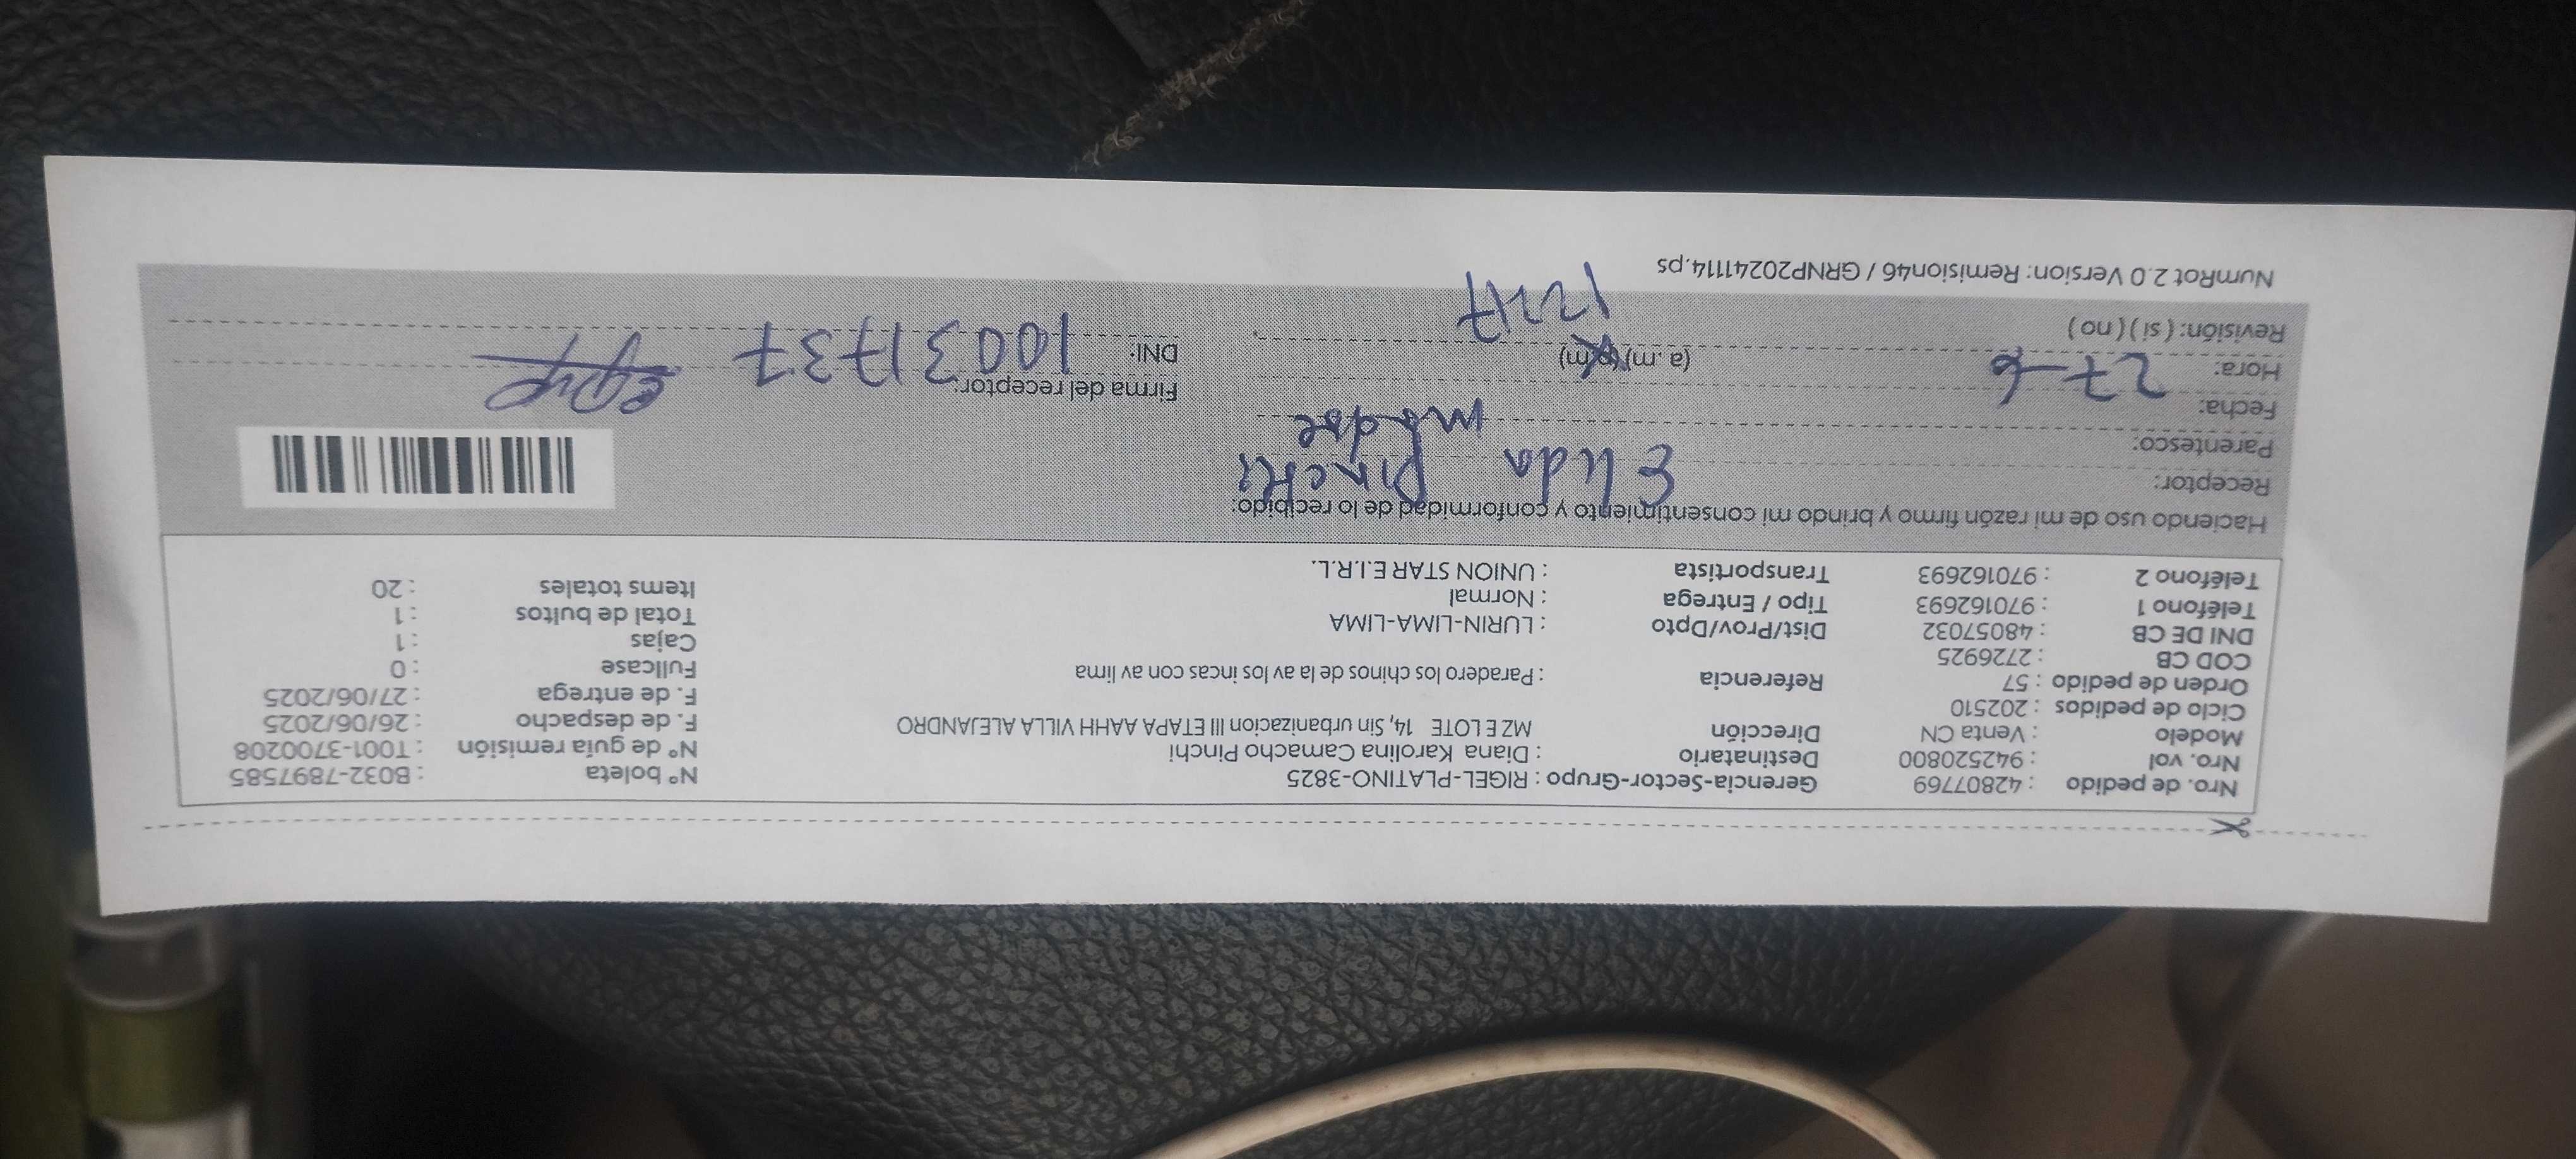 Nro. de pedido : 42807769 Gerencia-Sector-Grupo : RIGEL-PLATINO-3825 Nº boleta : B032-7897585
Nro. vol : 942520800 Destinatario : Diana Karolina Camacho Pinchi Nº de guía remisión : T001-3700208
Modelo : Venta CN Dirección MZ E LOTE 14, Sin urbanizacion III ETAPA AAHH VILLA ALEJANDRO F. de despacho : 26/06/2025
Ciclo de pedidos : 202510 F. de entrega : 27/06/2025
Orden de pedido : 57 Referencia : Paradero los chinos de la av los incas con av lima Fullcase : 0
COD CB : 2726925 Cajas : 1
DNI DE CB : 48057032 Dist/Prov/Dpto : LURIN-LIMA-LIMA Total de bultos : 1
Teléfono 1 : 970162693 Tipo / Entrega : Normal Items totales : 20
Teléfono 2 : 970162693 Transportista : UNION STAR E.I.R.L.
Haciendo uso de mi razón firmo y brindo mi consentimiento y conformidad de lo recibido:
Receptor: Elida Pinchi
Parentesco: madre
Fecha: 27-6 Firma del receptor:
Hora: (a. m) (p. m) 1217 DNI: 10031737
Revisión: ( si ) ( no )
NumRot 2.0 Version: Remision46 / GRNP20241114.ps